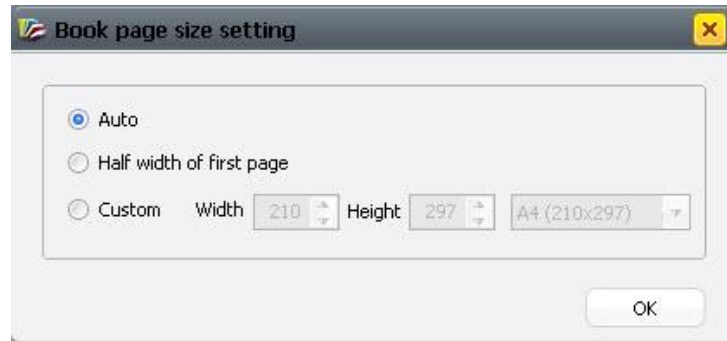 Book page size setting
Auto
Half width of first page
Custom Width 210 Height 297 A4 (210x297)
OK